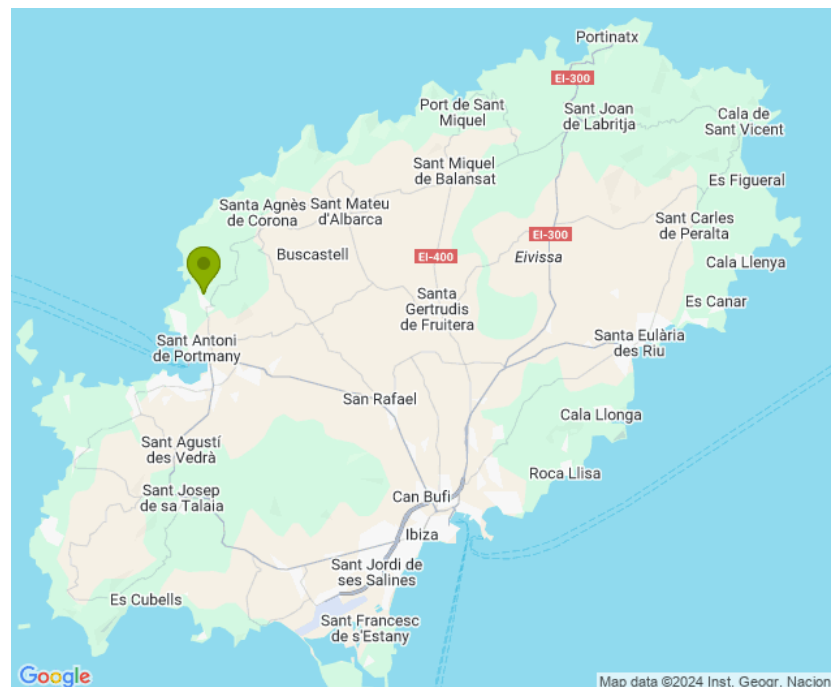 Portinatx
EI-300
Port de Sant
Miquel
Sant Joan
de Labritja
Cala de
Sant Vicent
Sant Miquel
de Balansat
Es Figueral
Santa Agnès
de Corona
Sant Mateu
d'Albarca
Sant Carles
de Peralta
EI-300
Buscastell
EI-400
Eivissa
Cala Llenya
Santa
Gertrudis
de Fruitera
Es Canar
Sant Antoni
de Portmany
Santa Eulària
des Riu
San Rafael
Cala Llonga
Sant Agustí
des Vedrà
Roca Llisa
Sant Josep
de sa Talaia
Can Bufi
Ibiza
Sant Jordi de
ses Salines
Es Cubells
Sant Francesc
de s'Estany
Google
Map data ©2024 Inst. Geogr. Nacion